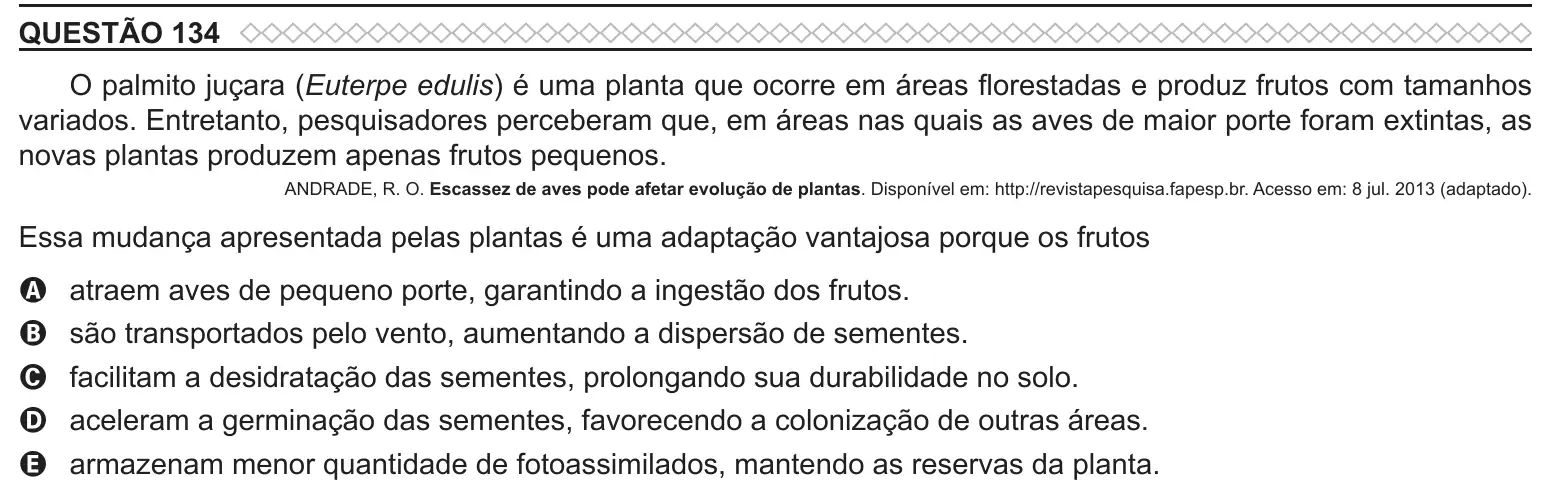 QUESTÃO 134
O palmito juçara (Euterpe edulis) é uma planta que ocorre em áreas florestadas e produz frutos com tamanhos
variados. Entretanto, pesquisadores perceberam que, em áreas nas quais as aves de maior porte foram extintas, as
novas plantas produzem apenas frutos pequenos.
ANDRADE, R. O. Escassez de aves pode afetar evolução de plantas. Disponível em: http://revistapesquisa.fapesp.br. Acesso em: 8 jul. 2013 (adaptado).
Essa mudança apresentada pelas plantas é uma adaptação vantajosa porque os frutos
A atraem aves de pequeno porte, garantindo a ingestão dos frutos.
B são transportados pelo vento, aumentando a dispersão de sementes.
C facilitam a desidratação das sementes, prolongando sua durabilidade no solo.
D aceleram a germinação das sementes, favorecendo a colonização de outras áreas.
E armazenam menor quantidade de fotoassimilados, mantendo as reservas da planta.